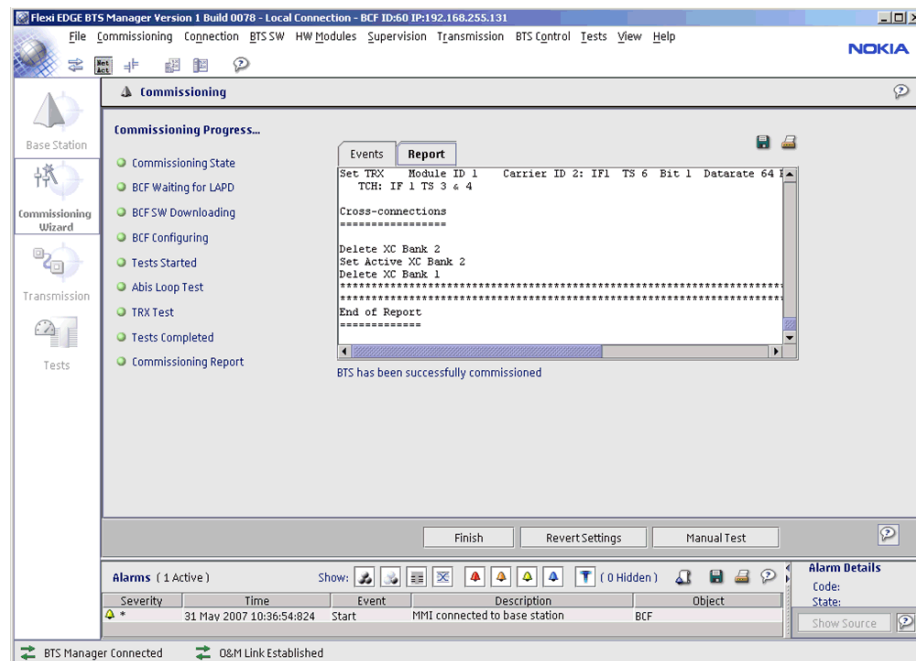 Flexi EDGE BTS Manager Version 1 Build 0078 - Local Connection - BCF ID:60 IP:192.168.255.131
File Commissioning Connection BTS SW HW Modules Supervision Transmission BTS Control Tests View Help
NOKIA
Net Act
Commissioning
Base Station
Commissioning Wizard
Transmission
Tests
Commissioning Progress...
Commissioning State
BCF Waiting for LAPD
BCF SW Downloading
BCF Configuring
Tests Started
Abis Loop Test
TRX Test
Tests Completed
Commissioning Report
Events Report
Set TRX Module ID 1 Carrier ID 2: IF1 TS 6 Bit 1 Datarate 64
TCH: IF 1 TS 3 & 4
Cross-connections
=================
Delete XC Bank 2
Set Active XC Bank 2
Delete XC Bank 1
End of Report
=============
BTS has been successfully commissioned
Finish Revert Settings Manual Test
Alarms ( 1 Active ) Show: ( 0 Hidden )
Severity Time Event Description Object
* 31 May 2007 10:36:54:824 Start MMI connected to base station BCF
Alarm Details
Code:
State:
Show Source
BTS Manager Connected O&M Link Established